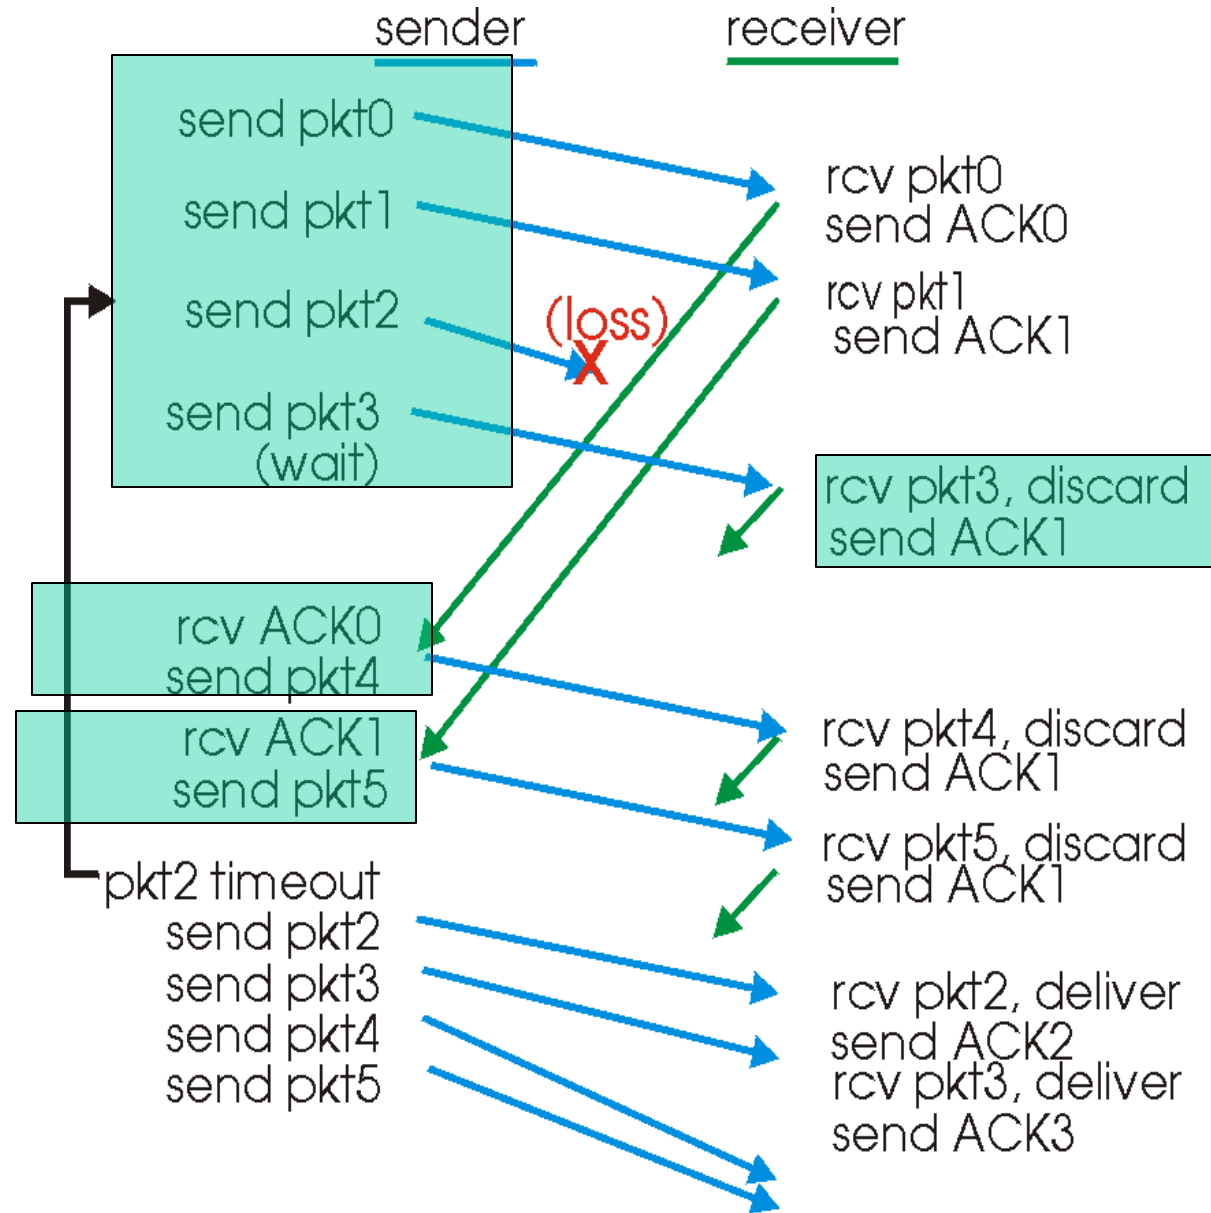 sender receiver
send pkt0
rcv pkt0
send pkt1
send ACK0
rcv pkt1
send pkt2 (loss)
send ACK1
X
send pkt3
(wait)
rcv pkt3, discard
send ACK1
rcv ACK0
send pkt4
rcv ACK1
rcv pkt4, discard
send pkt5
send ACK1
rcv pkt5, discard
pkt2 timeout
send ACK1
send pkt2
send pkt3
rcv pkt2, deliver
send pkt4
send ACK2
send pkt5
rcv pkt3, deliver
send ACK3